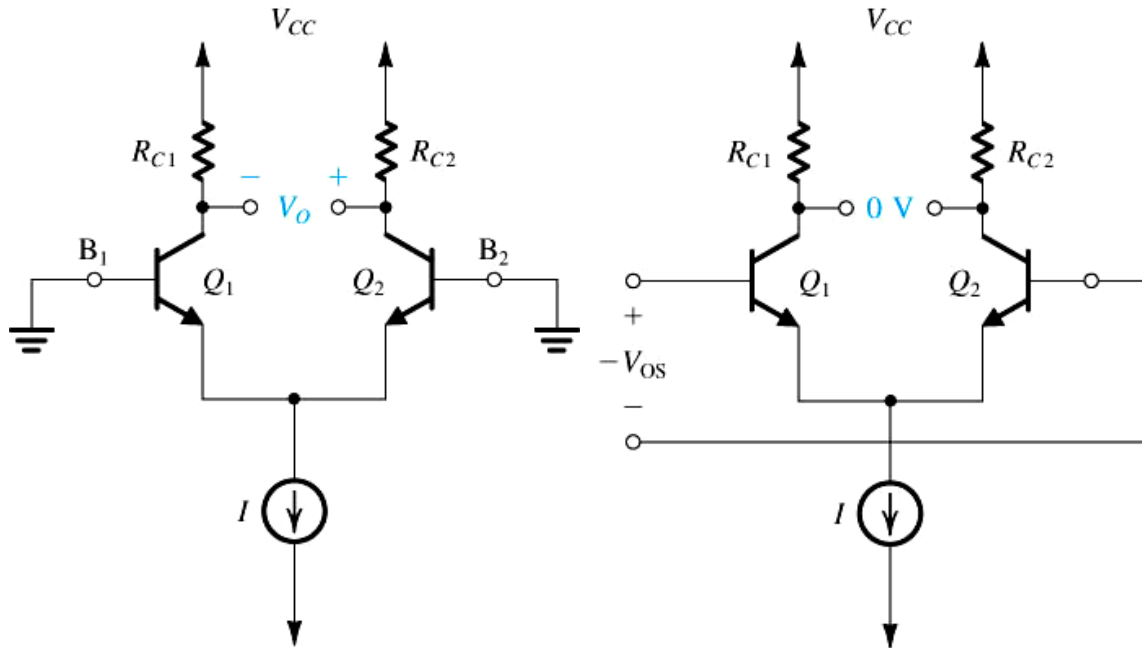 V_CC V_CC
R_C1 R_C2 R_C1 R_C2
− V_O + 0 V
B_1 Q_1 Q_2 B_2 Q_1 Q_2
+
−V_OS
−
I I